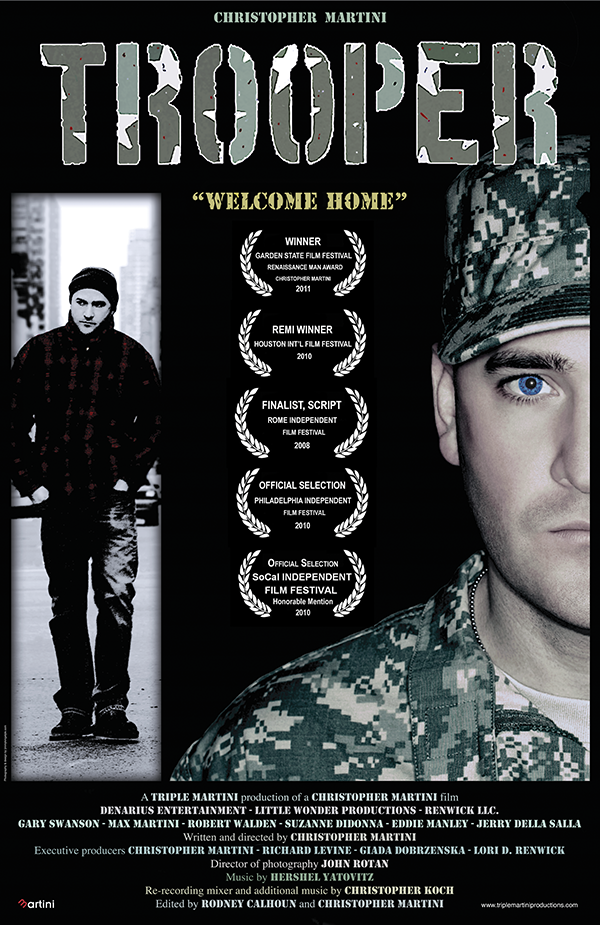 CHRISTOPHER MARTINI
TROOPER
“WELCOME HOME”
WINNER
GARDEN STATE FILM FESTIVAL
RENAISSANCE MAN AWARD
CHRISTOPHER MARTINI
2011
REMI WINNER
HOUSTON INT'L FILM FESTIVAL
2010
FINALIST, SCRIPT
ROME INDEPENDENT
FILM FESTIVAL
2008
OFFICIAL SELECTION
PHILADELPHIA INDEPENDENT
FILM FESTIVAL
2010
OFFICIAL SELECTION
SoCal INDEPENDENT
FILM FESTIVAL
Honorable Mention
2010
A TRIPLE MARTINI production of a CHRISTOPHER MARTINI film
DENARIUS ENTERTAINMENT - LITTLE WONDER PRODUCTIONS - RENWICK LLC.
GARY SWANSON - MAX MARTINI - ROBERT WALDEN - SUZANNE DIDONNA - EDDIE MANLEY - JERRY DELLA SALLA
Written and directed by CHRISTOPHER MARTINI
Executive producers CHRISTOPHER MARTINI - RICHARD LEVINE - GIADA DOBRZENSKA - LORI D. RENWICK
Director of photography JOHN ROTAN
Music by HERSHEL YATOVITZ
Re-recording mixer and additional music by CHRISTOPHER KOCH
Edited by RODNEY CALHOUN and CHRISTOPHER MARTINI
martini
www.triplemartiniproductions.com